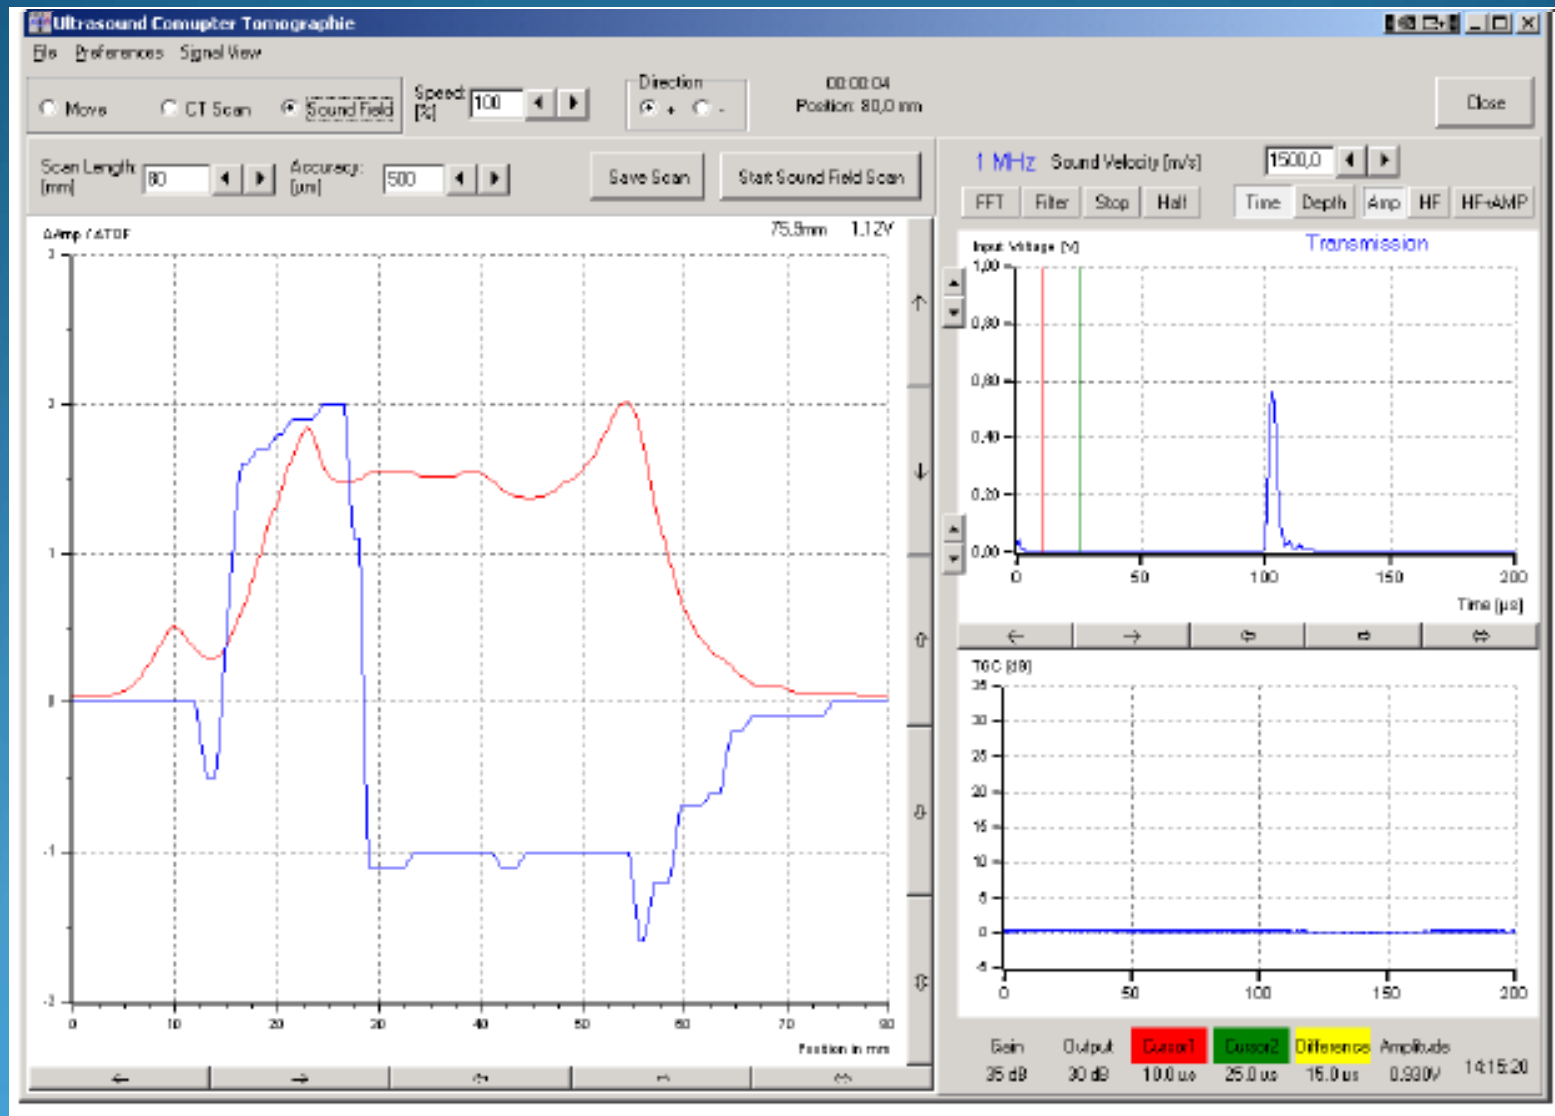 Ultrasound Comupter Tomographie
File Preferences Signal View
Move CT Scan Sound Field
Speed: [%] 100
Direction + -
00:00:04
Position: 80,0 mm
Close
Scan Length: [mm] 80
Accuracy: [µm] 500
Save Scan Start Sound Field Scan
1 MHz Sound Velocity [m/s] 1500,0
FFT Filter Stop Half Time Depth Amp HF HF+AMP
75.9mm 1.12V
3
2
1
0
-1
-2
0 10 20 30 40 50 60 70 80
Position in mm
Input Voltage [V] Transmission
1,00
0,80
0,60
0,40
0,20
0,00
0 50 100 150 200
Time [µs]
TGC [dB]
35
30
25
20
15
10
5
0
-5
0 50 100 150 200
Gain Output Cursor1 Cursor2 Difference Amplitude
35 dB 30 dB 10.0 us 25.0 us 15.0 us 0.930V 14:15:20